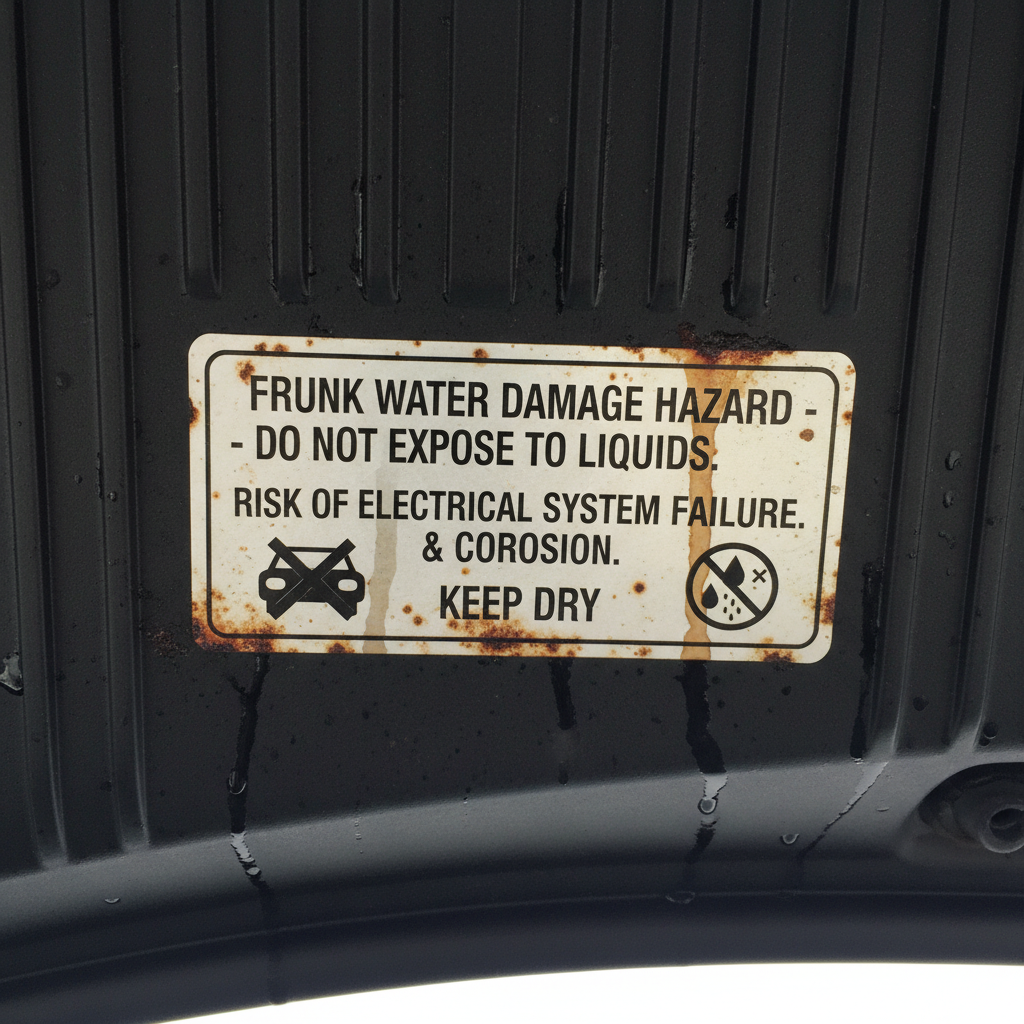 FRUNK WATER DAMAGE HAZARD -
- DO NOT EXPOSE TO LIQUIDS.
RISK OF ELECTRICAL SYSTEM FAILURE.
& COROSION.
KEEP DRY